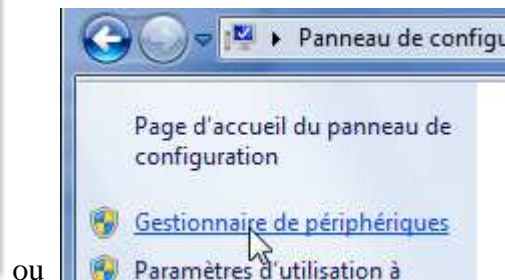 Panneau de configu
Page d'accueil du panneau de
configuration
Gestionnaire de périphériques
ou
Paramètres d'utilisation à